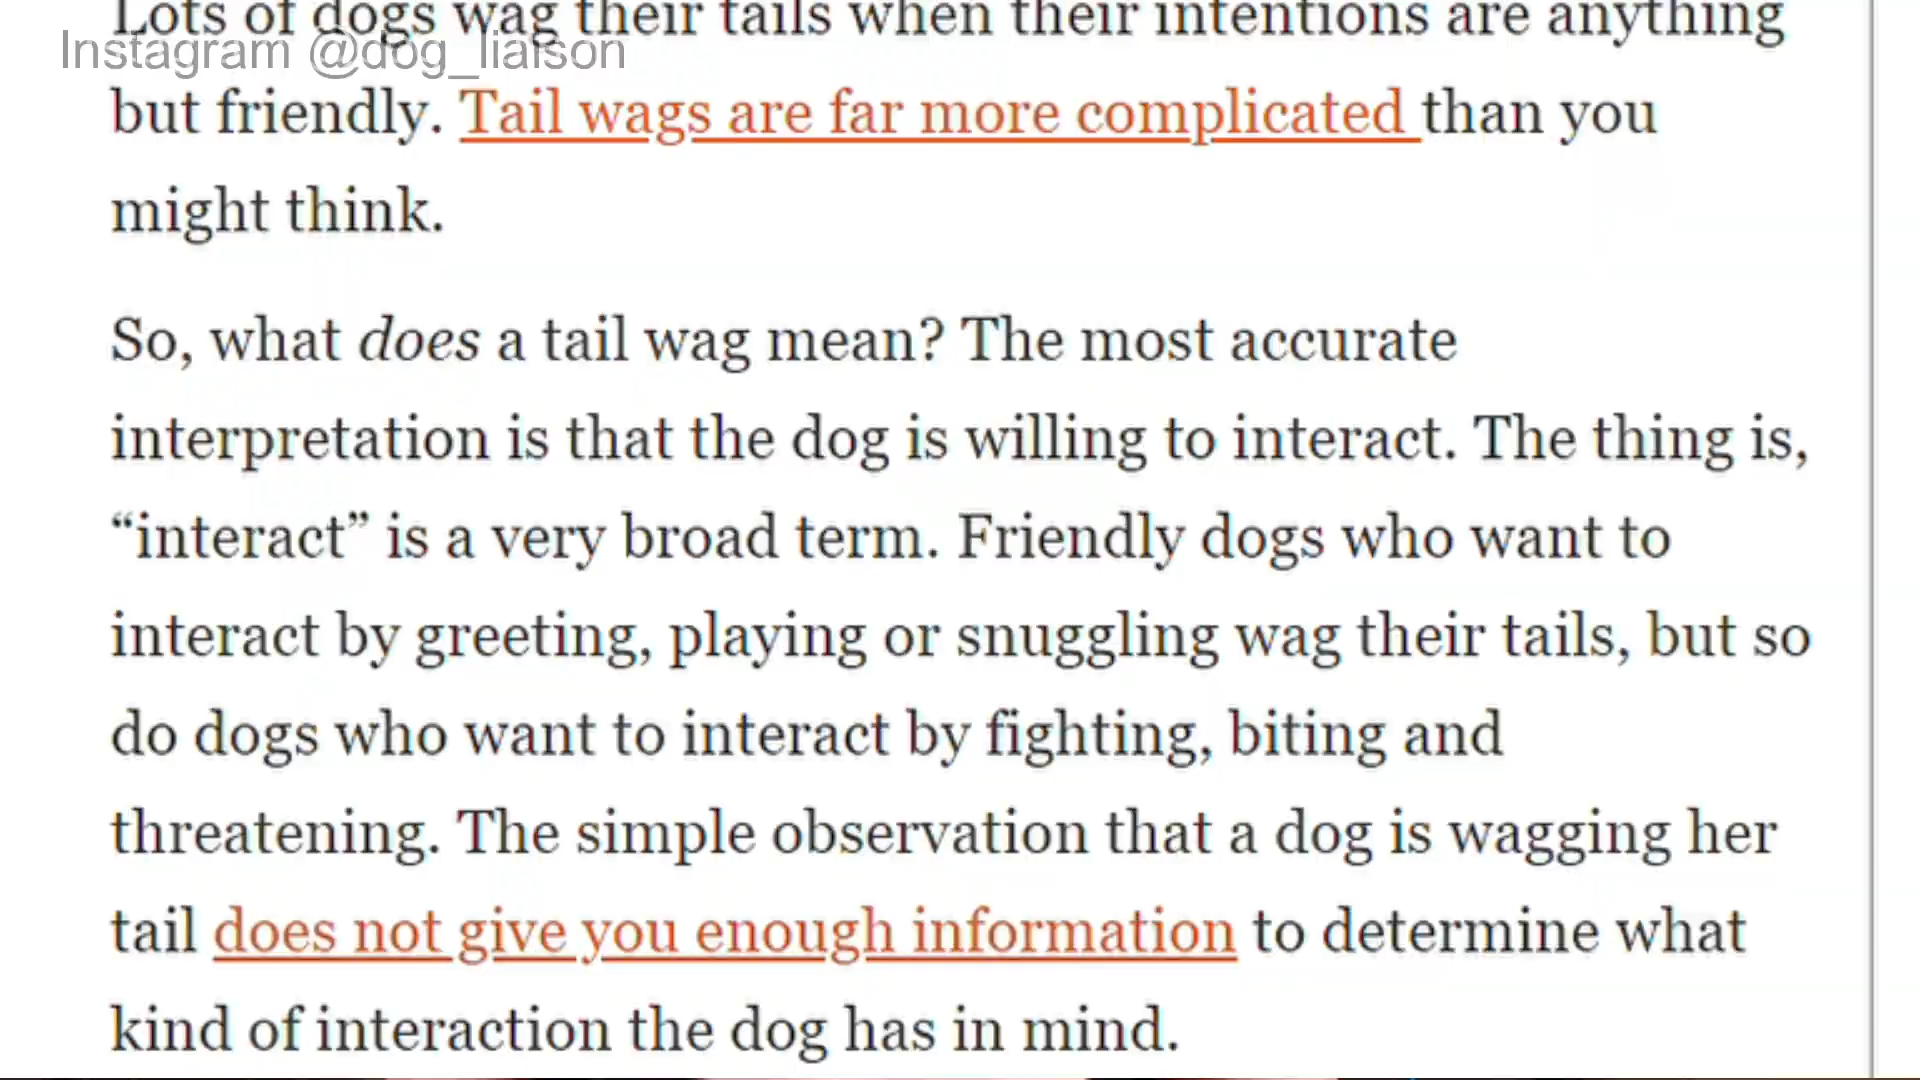 Lots of dogs wag their tails when their intentions are anything
Instagram @dog_liaison
but friendly. Tail wags are far more complicated than you
might think.
So, what does a tail wag mean? The most accurate
interpretation is that the dog is willing to interact. The thing is,
“interact” is a very broad term. Friendly dogs who want to
interact by greeting, playing or snuggling wag their tails, but so
do dogs who want to interact by fighting, biting and
threatening. The simple observation that a dog is wagging her
tail does not give you enough information to determine what
kind of interaction the dog has in mind.